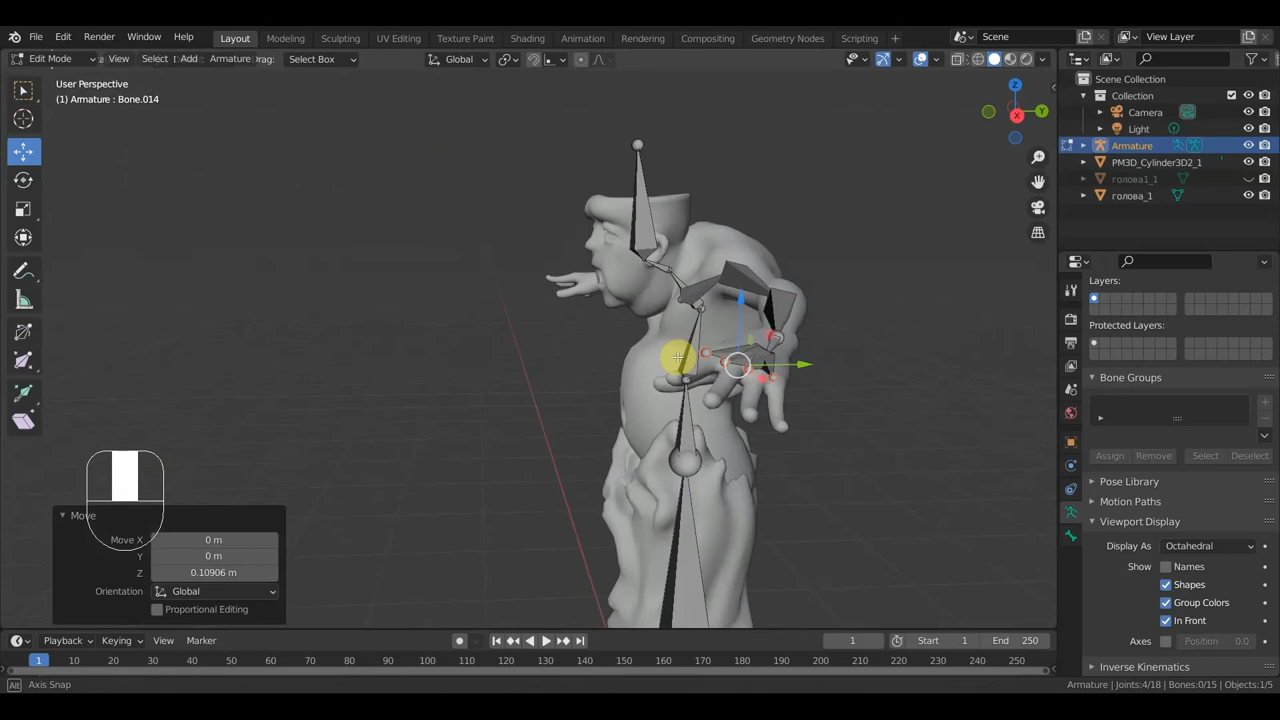 File Edit Render Window Help Layout Modeling Sculpting UV Editing Texture Paint Shading Animation Rendering Compositing Geometry Nodes Scripting + Scene View Layer
Edit Mode View Select Add Armature Drag: Select Box Global
User Perspective
(1) Armature : Bone.014
Z
Y
X
Scene Collection
Collection
Camera
Light
Armature
PM3D_Cylinder3D2_1
голова1_1
голова_1
Layers:
Protected Layers:
Bone Groups
Assign Remove Select Deselect
Pose Library
Motion Paths
Viewport Display
Display As Octahedral
Show Names
Shapes
Group Colors
In Front
Axes Position 0.0
Inverse Kinematics
Move
Move X 0 m
Y 0 m
Z 0.10906 m
Orientation Global
Proportional Editing
Playback Keying View Marker 1 Start 1 End 250
1 10 20 30 40 50 60 70 80 90 100 110 120 130 140 150 160 170 180 190 200 210 220 230 240 250
Alt Axis Snap Armature | Joints:4/18 | Bones:0/15 | Objects:1/5